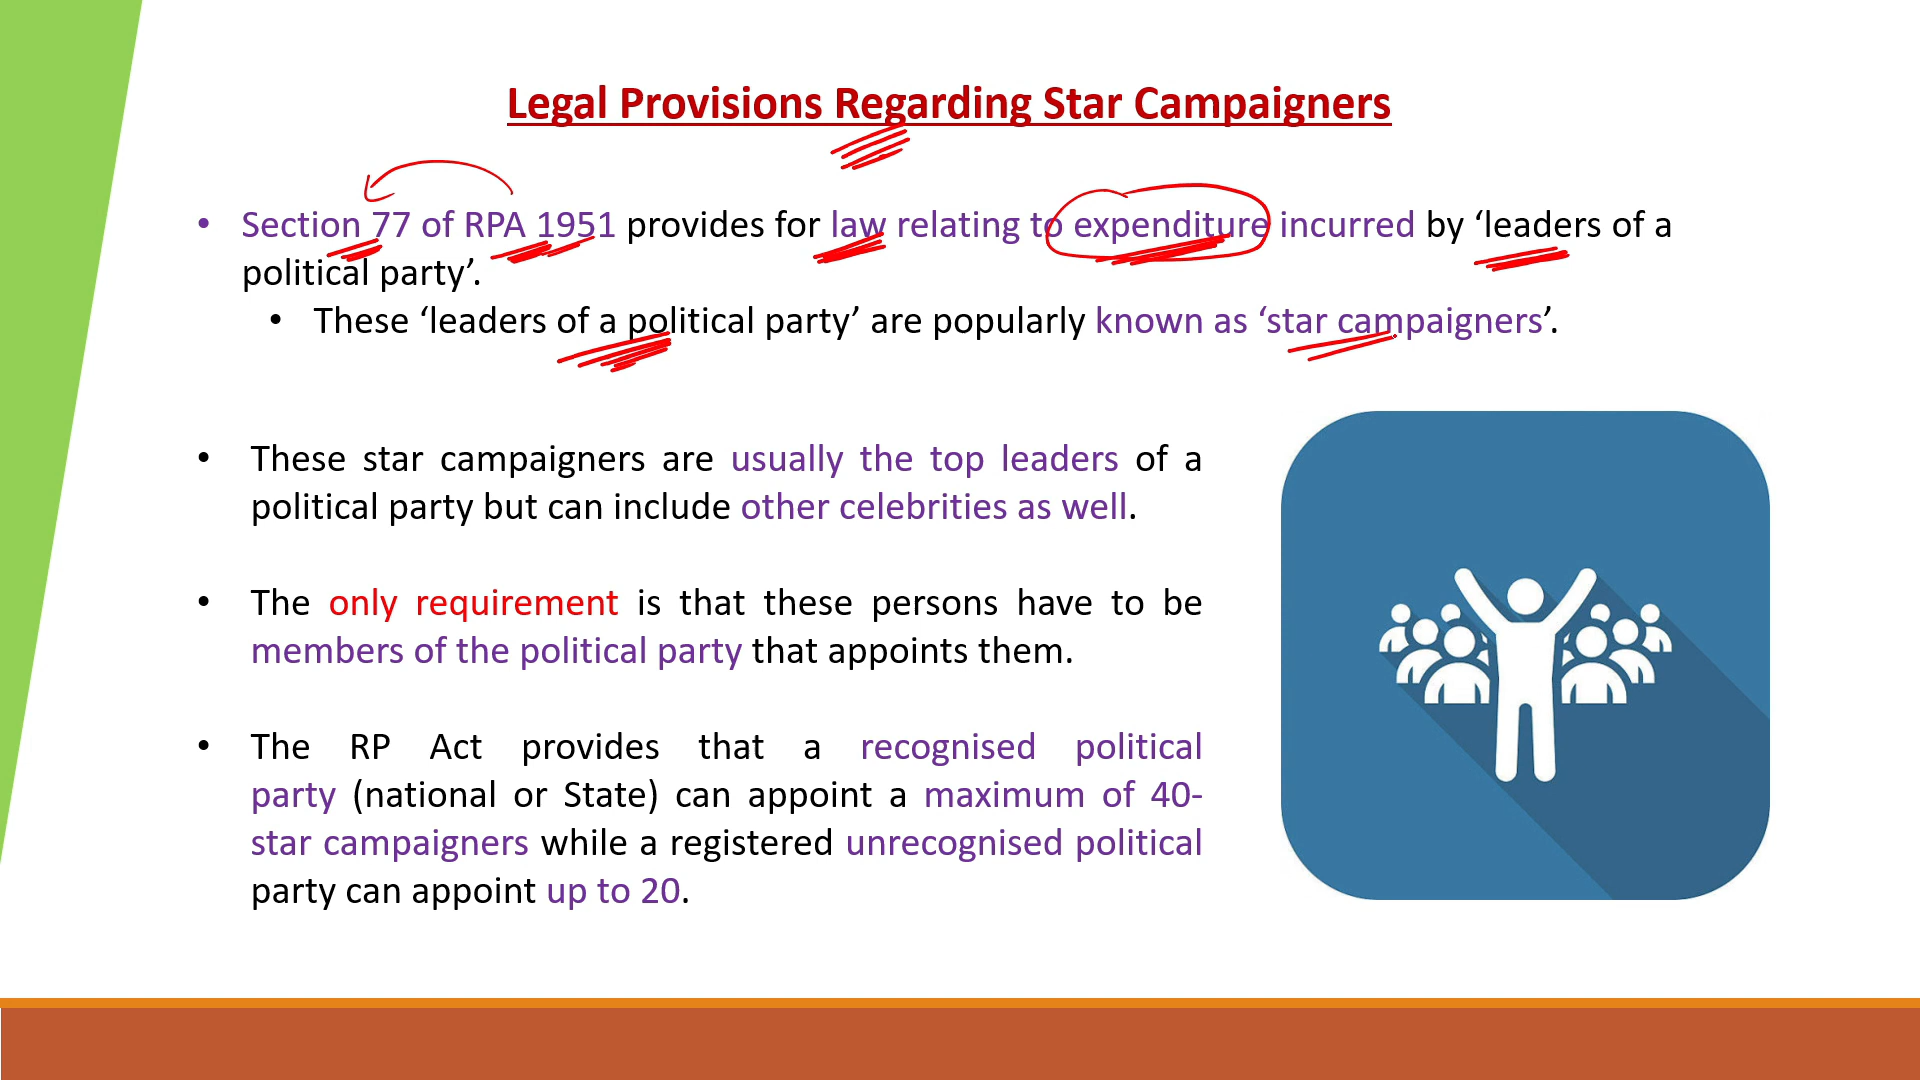 Legal Provisions Regarding Star Campaigners
• Section 77 of RPA 1951 provides for law relating to expenditure incurred by ‘leaders of a
political party’.
• These ‘leaders of a political party’ are popularly known as ‘star campaigners’.
• These star campaigners are usually the top leaders of a
political party but can include other celebrities as well.
• The only requirement is that these persons have to be
members of the political party that appoints them.
• The RP Act provides that a recognised political
party (national or State) can appoint a maximum of 40-
star campaigners while a registered unrecognised political
party can appoint up to 20.